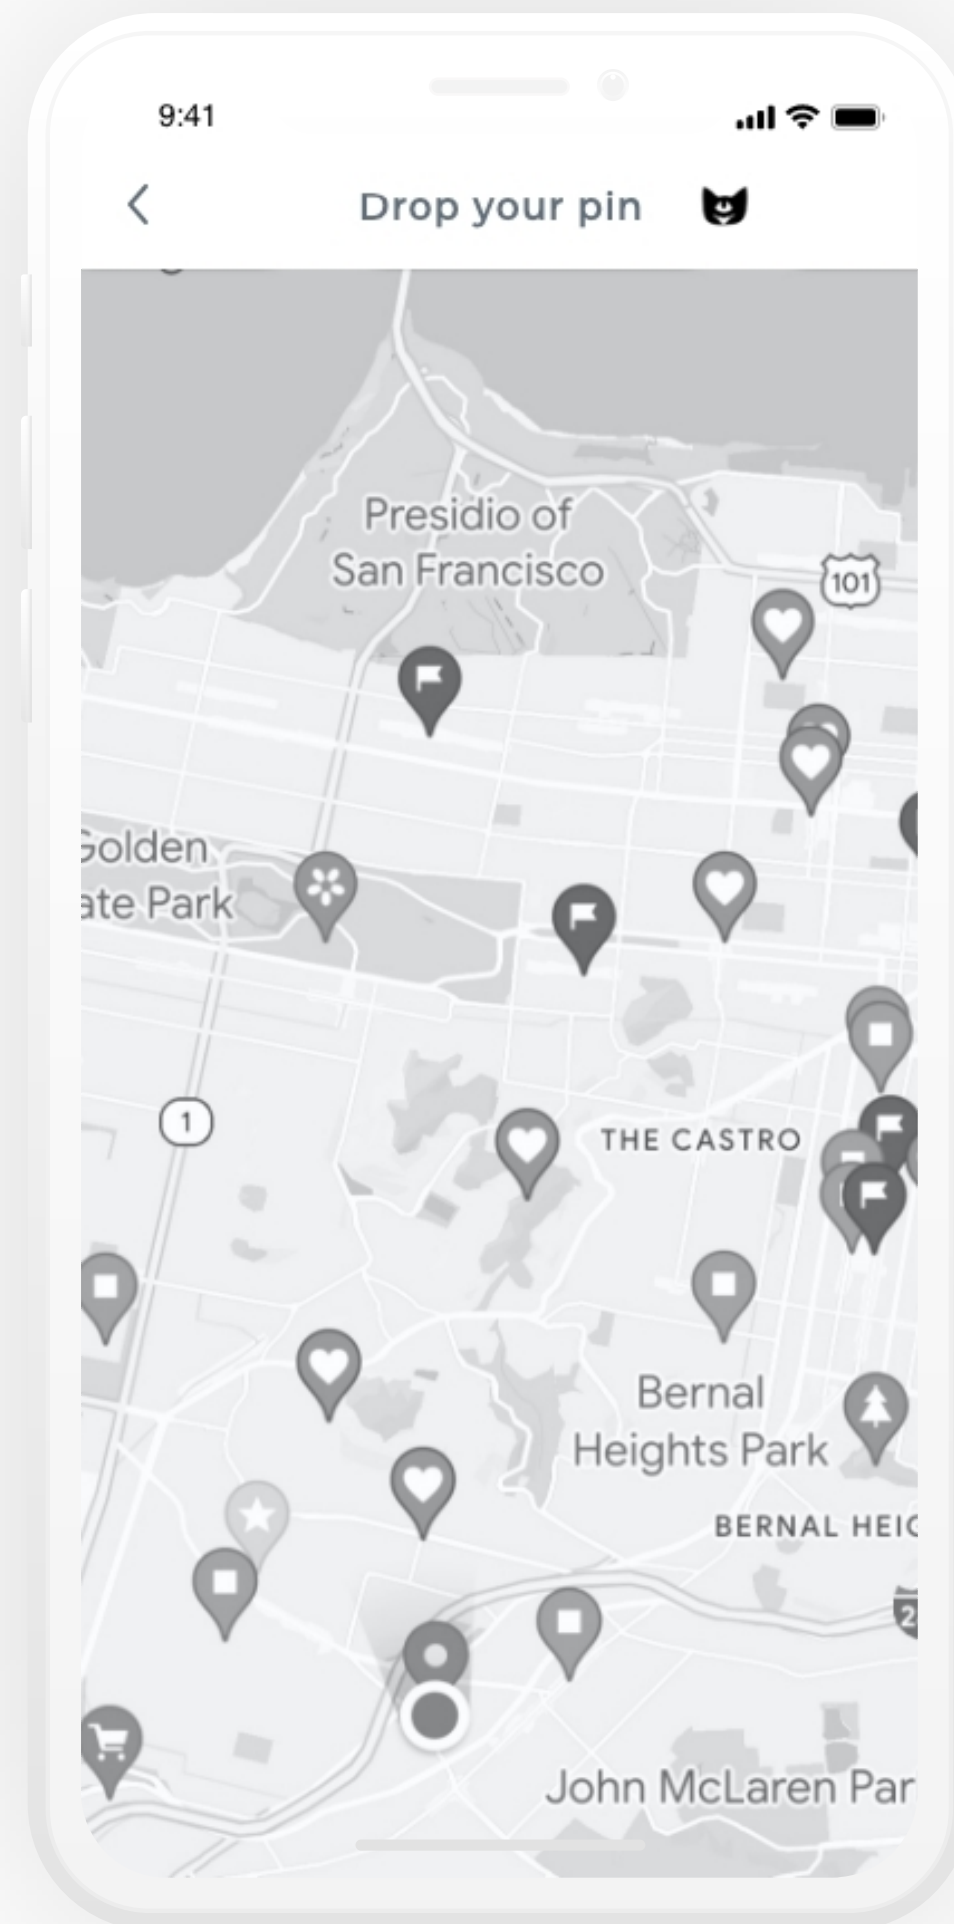 9:41
Drop your pin
Presidio of
San Francisco
101
Golden
ate Park
1
THE CASTRO
Bernal
Heights Park
BERNAL HEIG
2
John McLaren Par